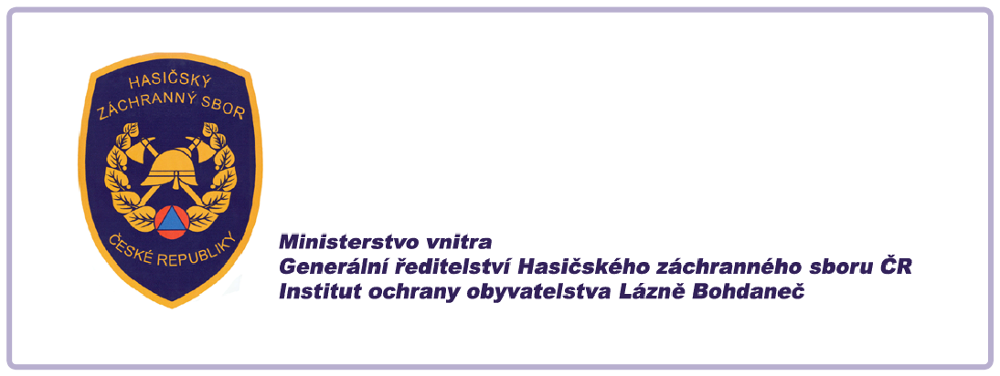 HASIČSKÝ
ZÁCHRANNÝ SBOR
ČESKÉ REPUBLIKY
Ministerstvo vnitra
Generální ředitelství Hasičského záchranného sboru ČR
Institut ochrany obyvatelstva Lázně Bohdaneč